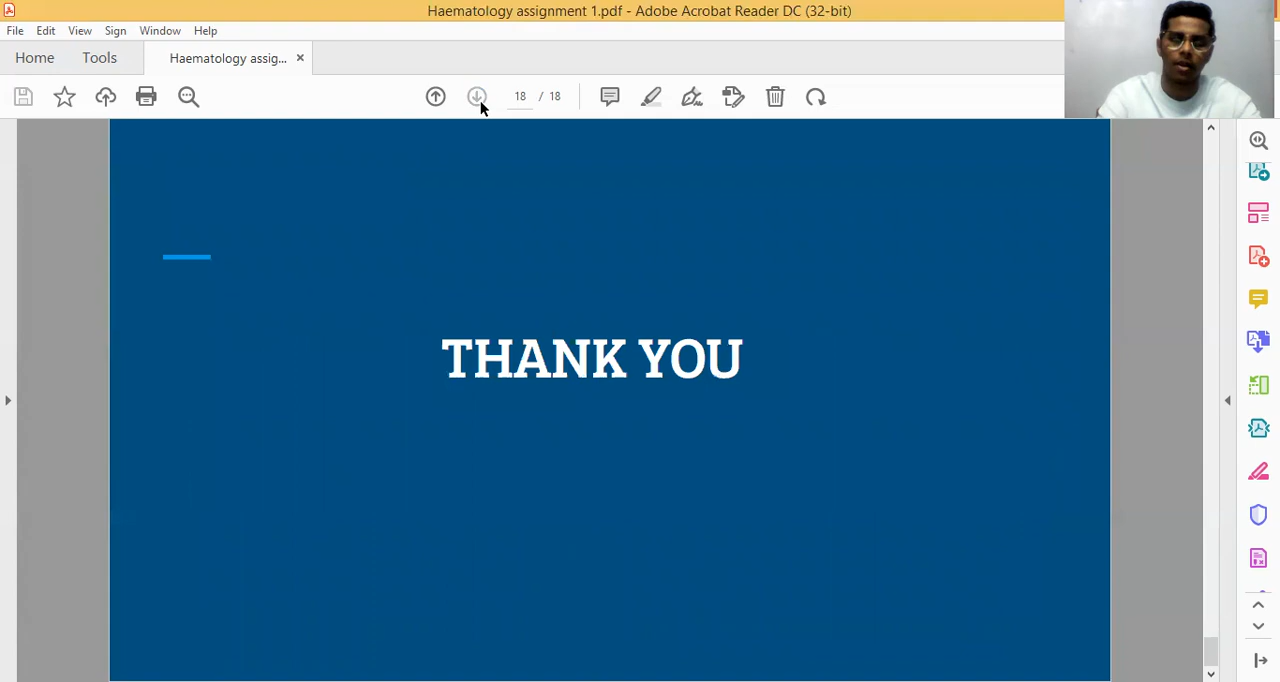 Haematology assignment 1.pdf - Adobe Acrobat Reader DC (32-bit)
File Edit View Sign Window Help
Home Tools Haematology assig... ×
18 / 18
THANK YOU